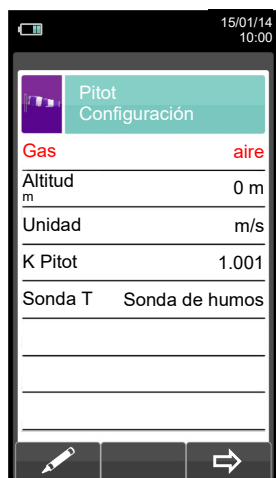 15/01/14
10:00
Pitot
Configuración
Gas aire
Altitud 0 m
m
Unidad m/s
K Pitot 1.001
Sonda T Sonda de humos